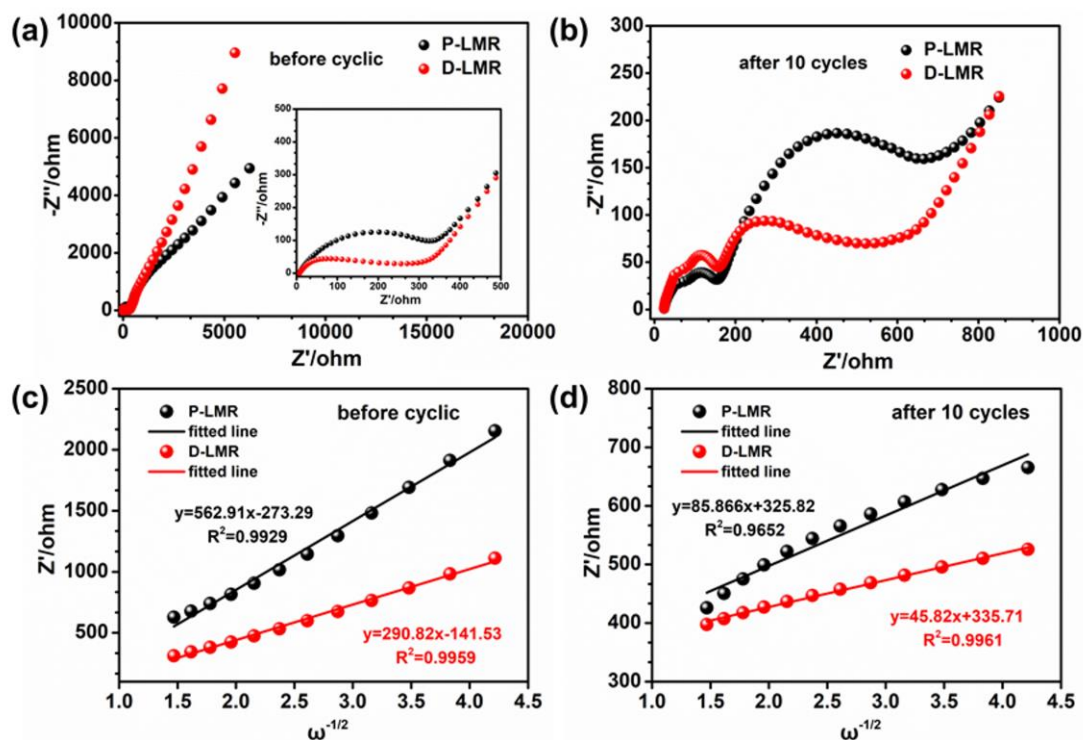 (a)
before cyclic
P-LMR
D-LMR
10000
8000
6000
4000
2000
0
-Z''/ohm
0
5000
10000
15000
20000
Z'/ohm
500
400
300
200
100
0
-Z''/ohm
0
100
200
300
400
500
Z'/ohm
(b)
after 10 cycles
P-LMR
D-LMR
300
250
200
150
100
50
0
-Z''/ohm
0
200
400
600
800
1000
Z'/ohm
(c)
P-LMR
fitted line
D-LMR
fitted line
before cyclic
y=562.91x-273.29
R²=0.9929
y=290.82x-141.53
R²=0.9959
2500
2000
1500
1000
500
Z'/ohm
1.0
1.5
2.0
2.5
3.0
3.5
4.0
4.5
ω⁻¹/²
(d)
P-LMR
fitted line
D-LMR
fitted line
after 10 cycles
y=85.866x+325.82
R²=0.9652
y=45.82x+335.71
R²=0.9961
800
700
600
500
400
300
Z'/ohm
1.0
1.5
2.0
2.5
3.0
3.5
4.0
4.5
ω⁻¹/²